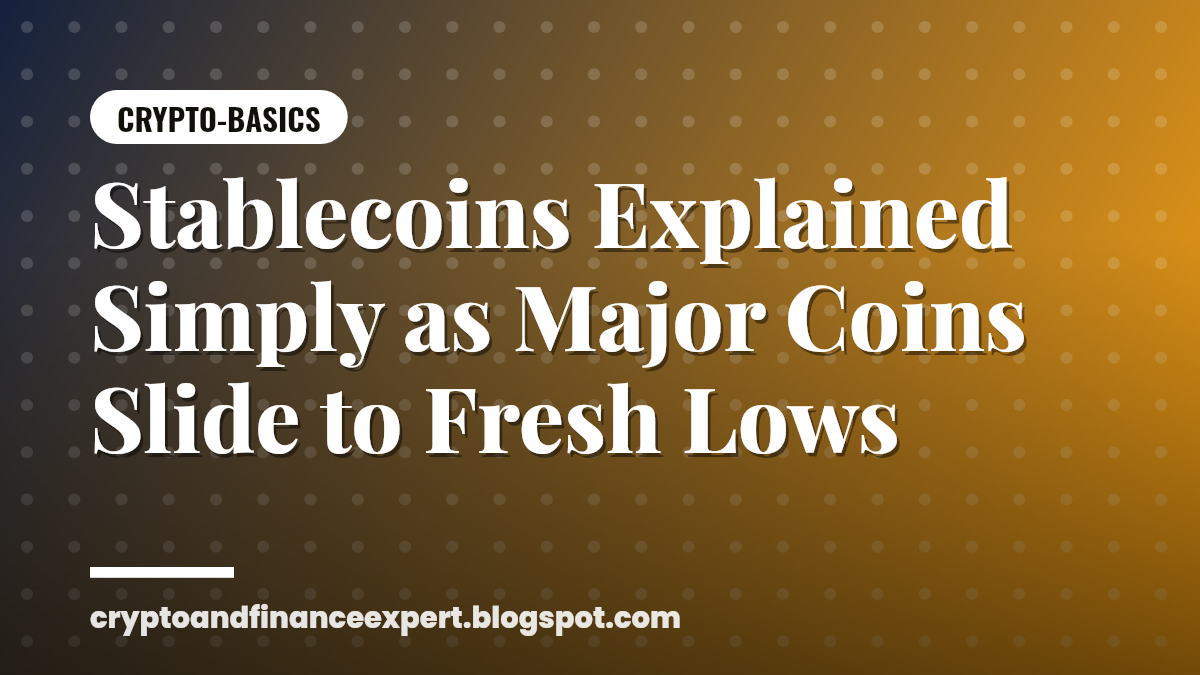 CRYPTO-BASICS
Stablecoins Explained
Simply as Major Coins
Slide to Fresh Lows
cryptoandfinanceexpert.blogspot.com